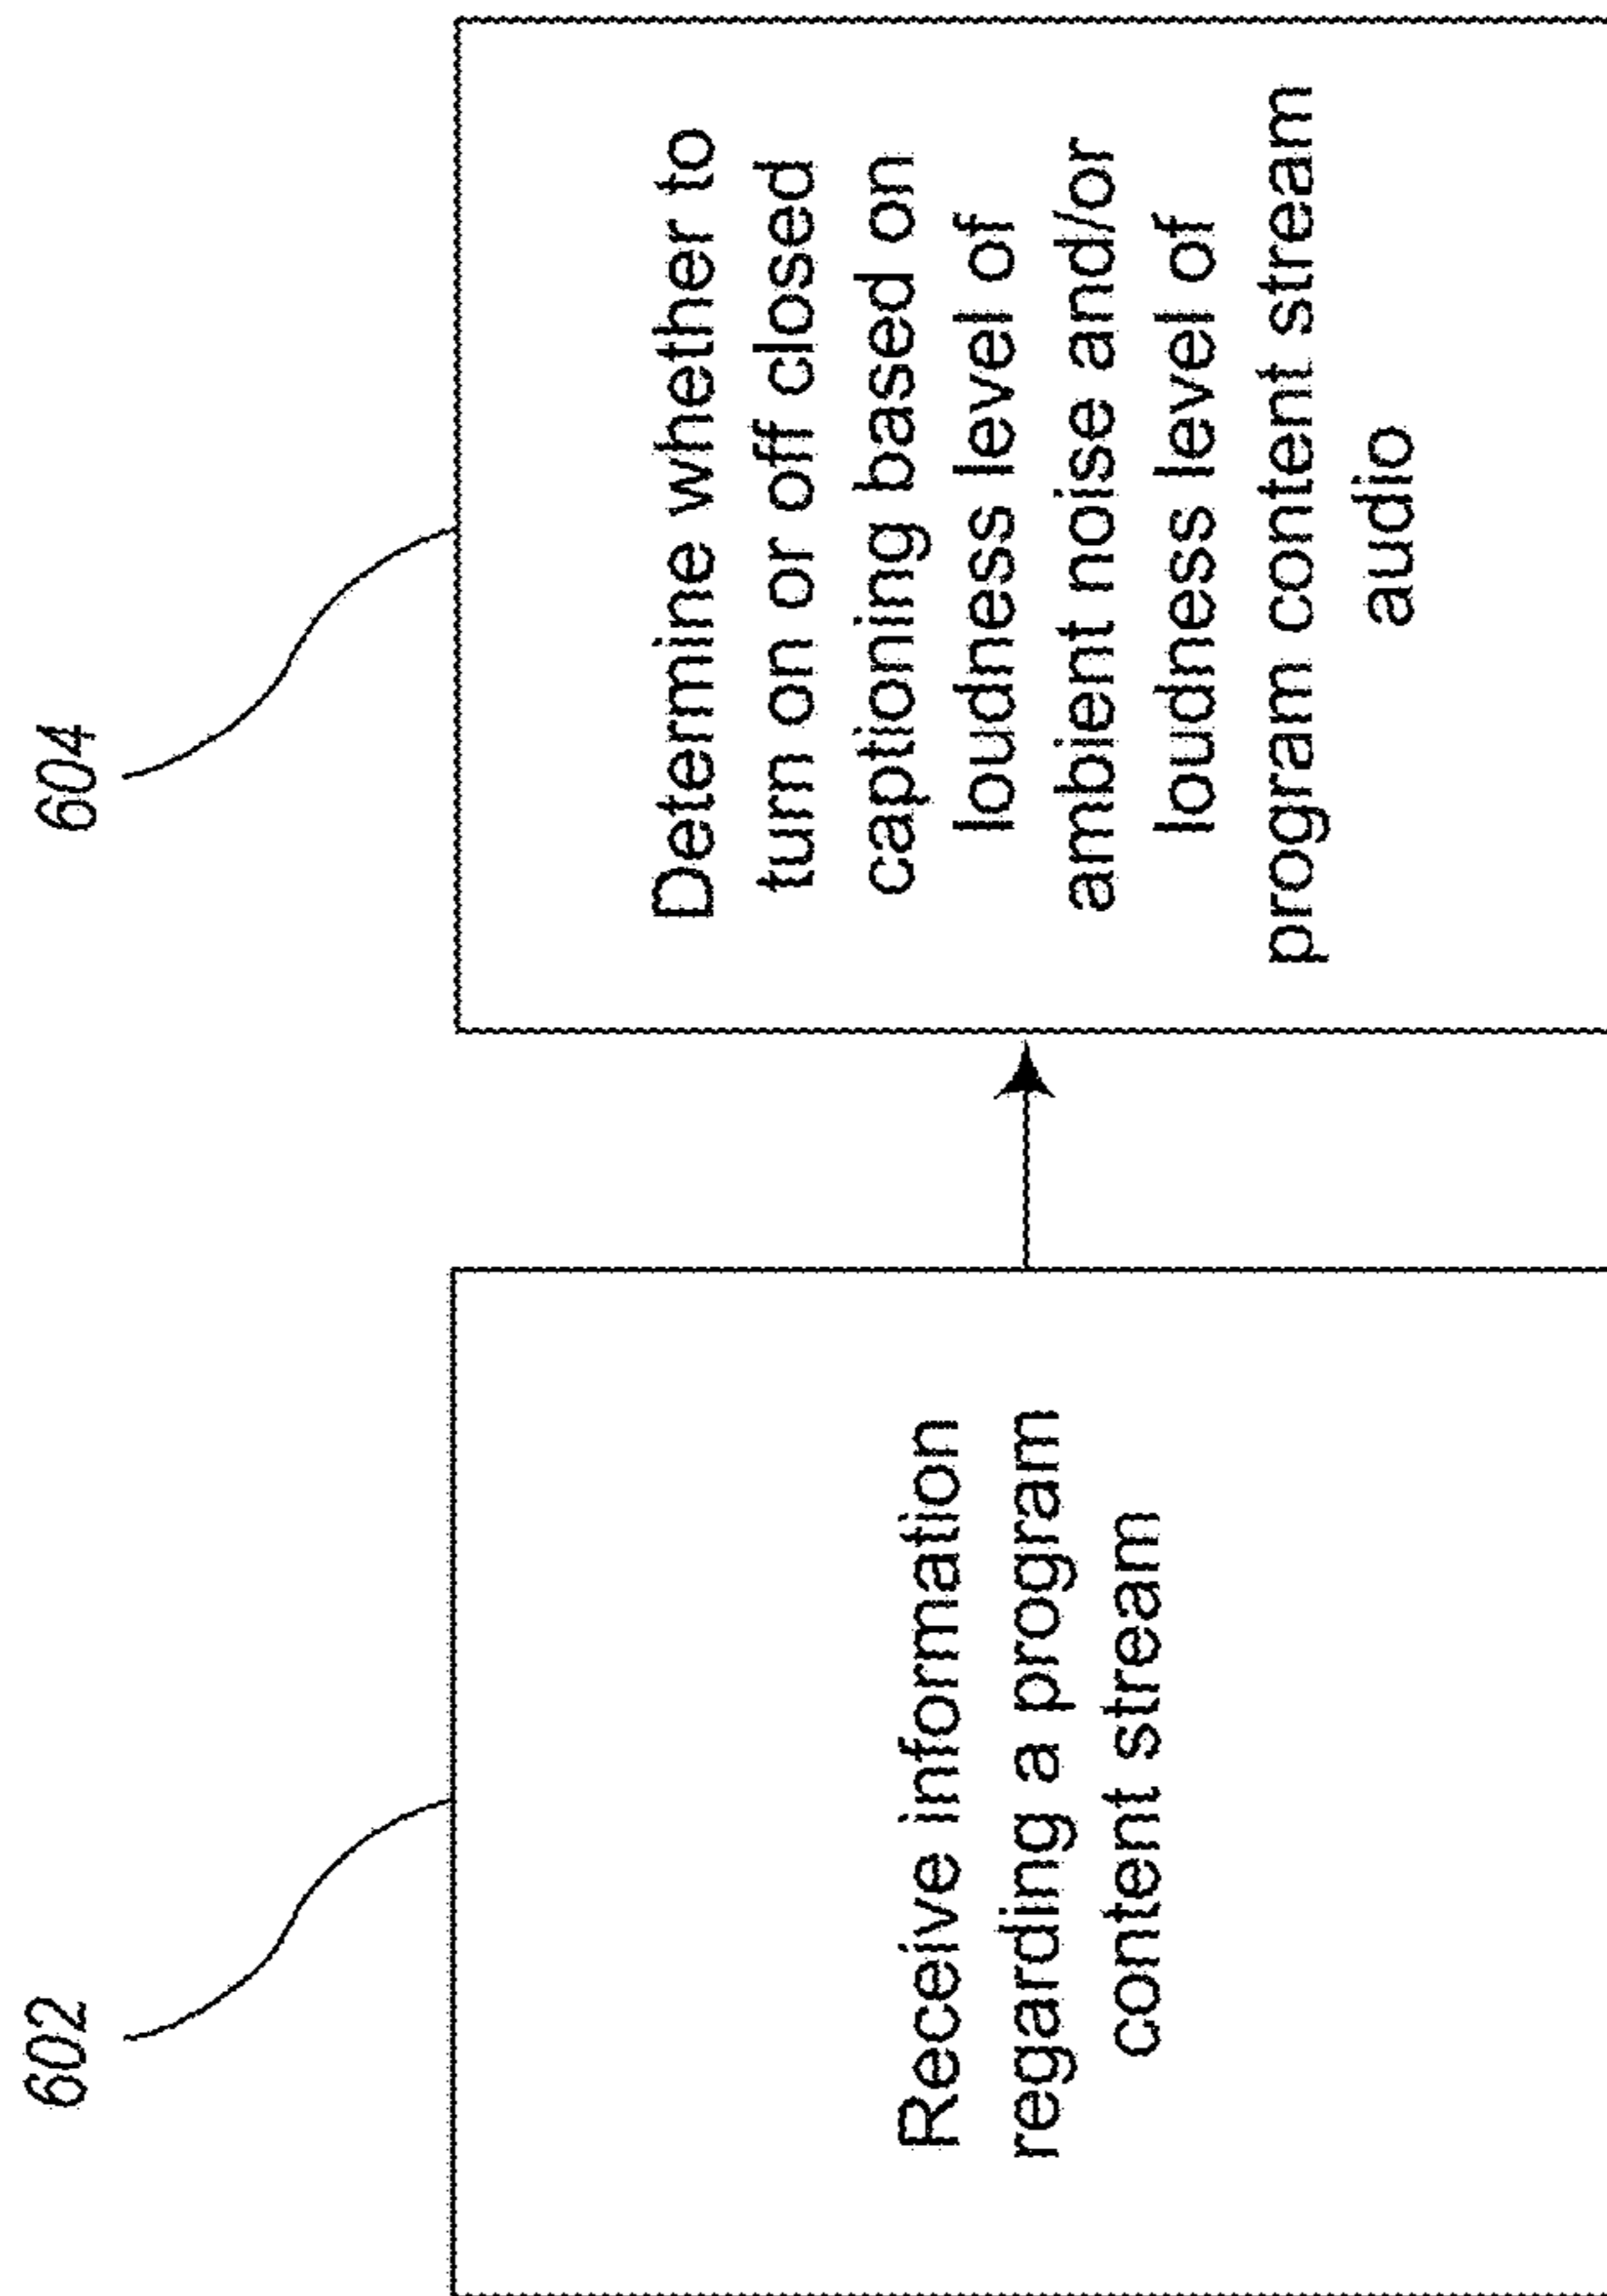 602
Receive information
regarding a program
content stream
604
Determine whether to
turn on or off closed
captioning based on
loudness level of
ambient noise and/or
loudness level of
program content stream
audio